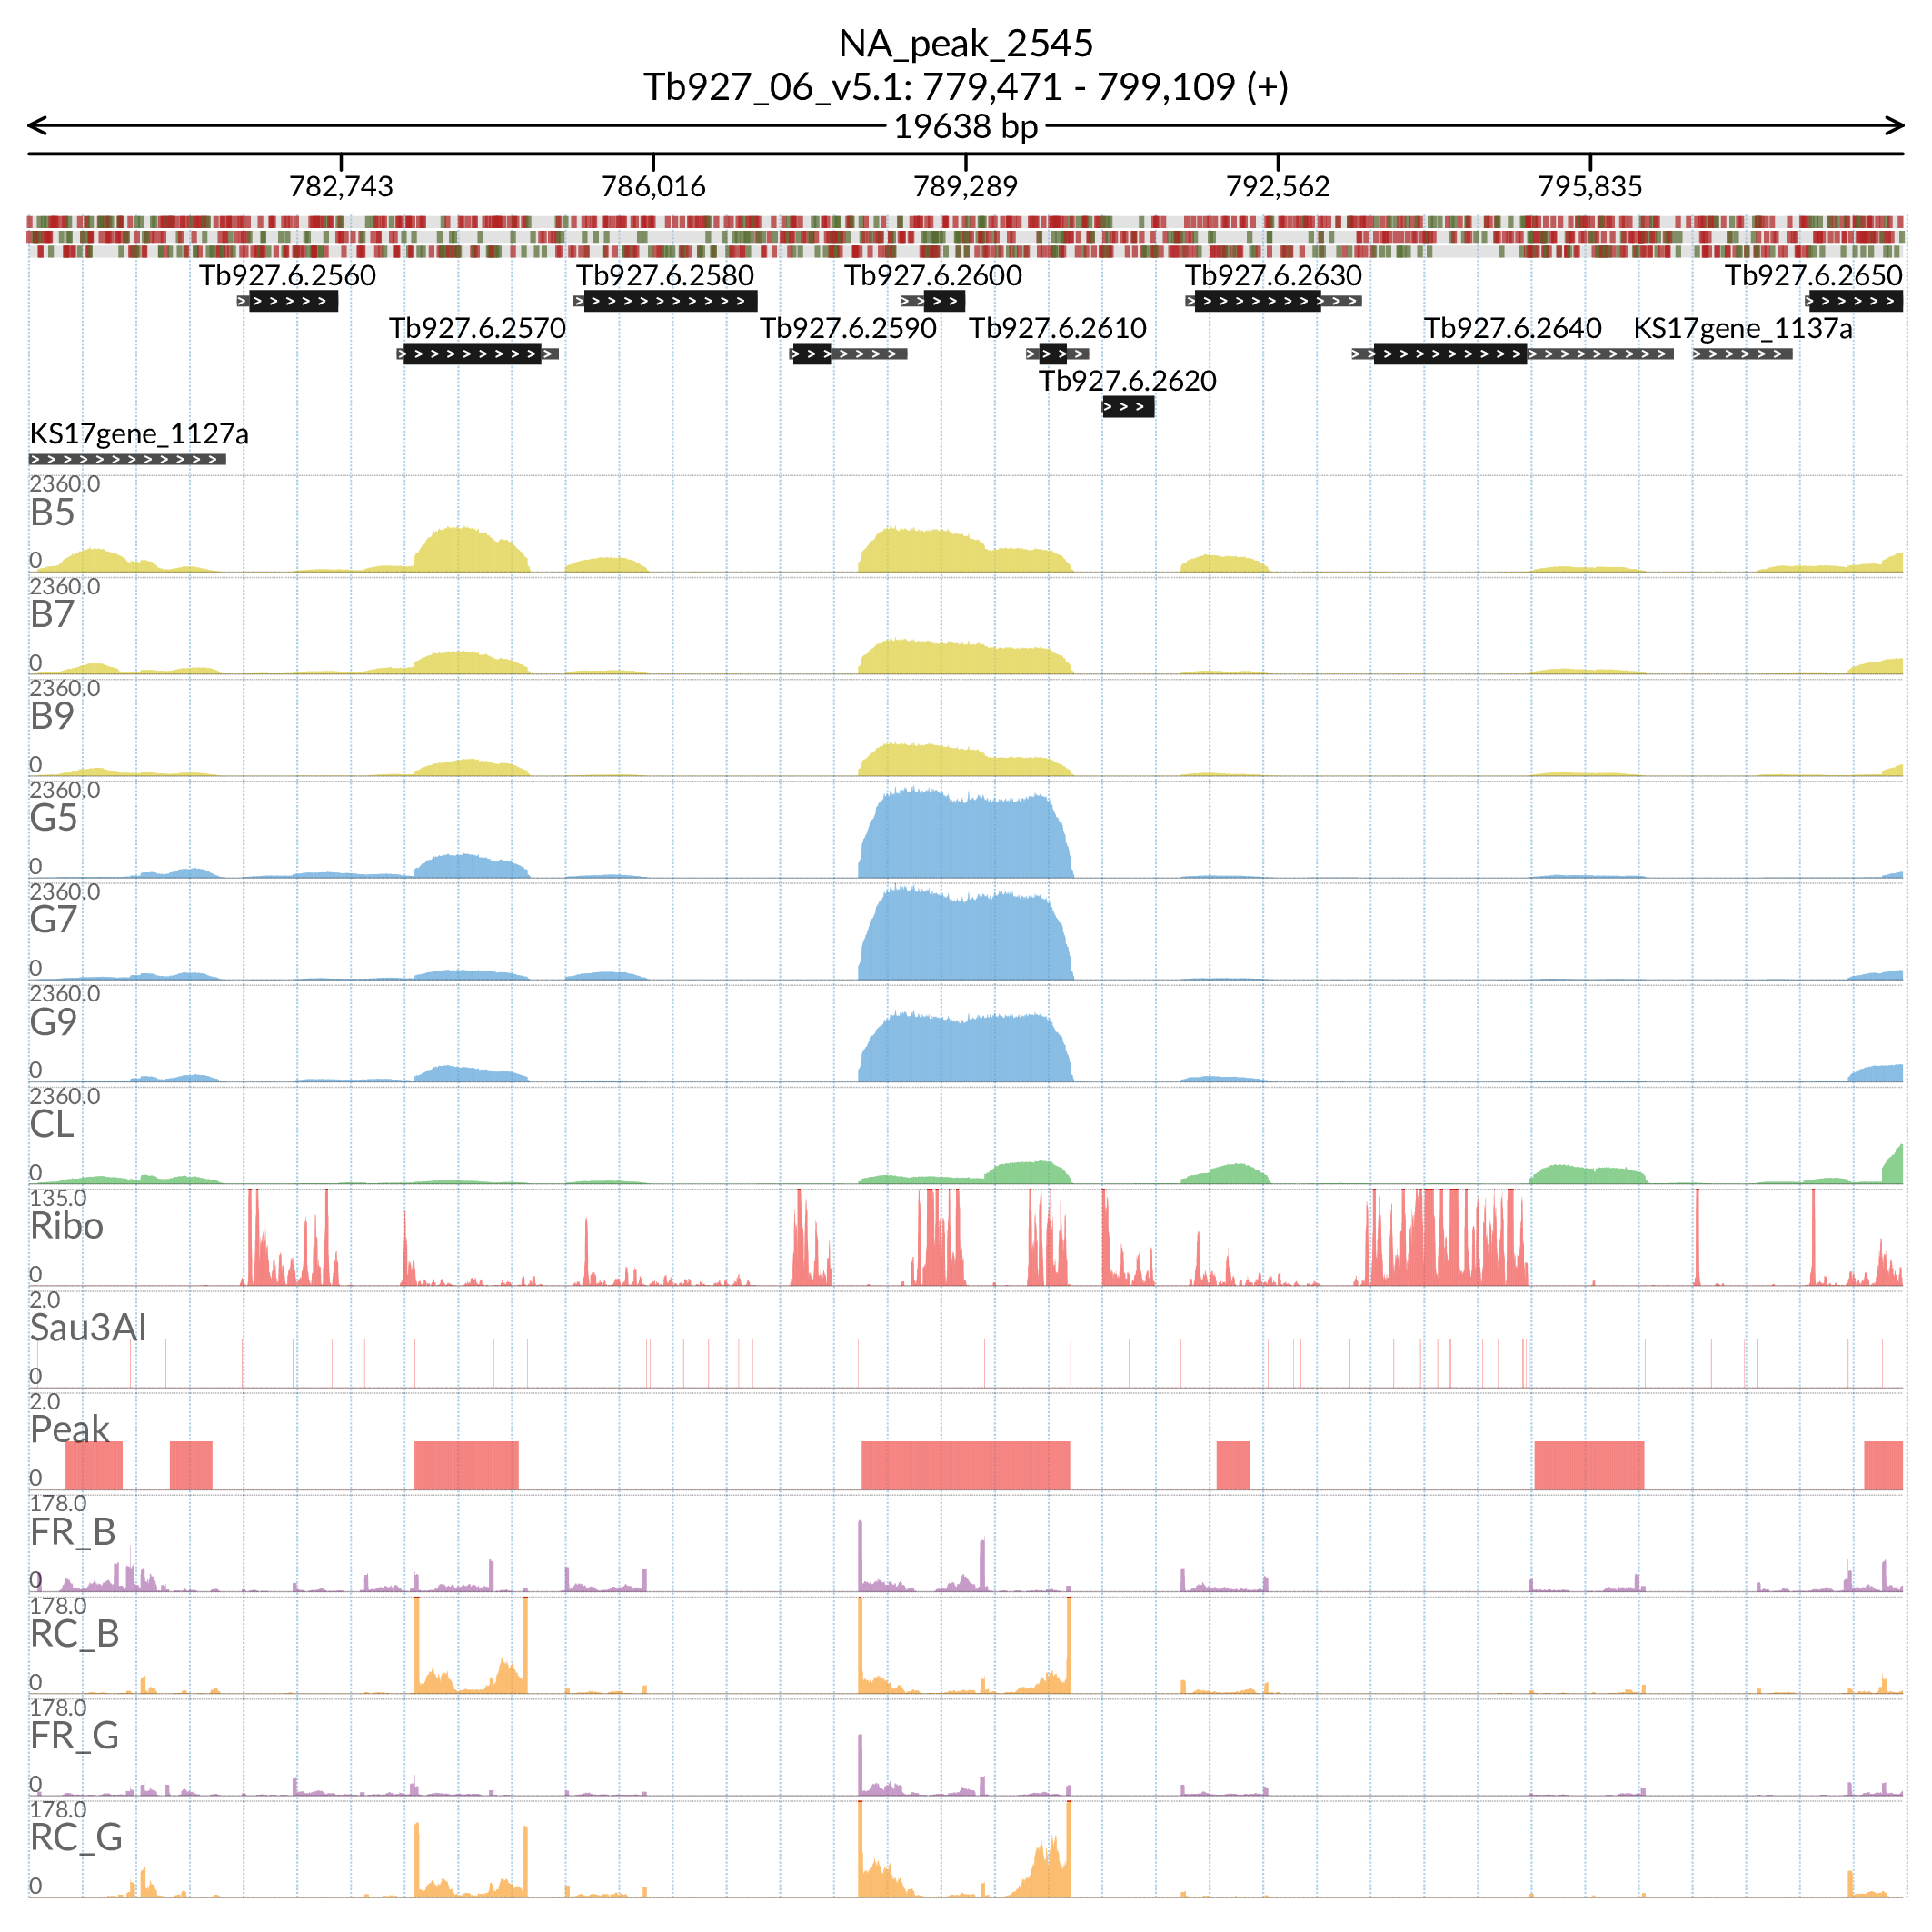 NA_peak_2545
Tb927_06_v5.1: 779,471 - 799,109 (+)
19638 bp
782,743 786,016 789,289 792,562 795,835
Tb927.6.2560 Tb927.6.2580 Tb927.6.2600 Tb927.6.2630 Tb927.6.2650
Tb927.6.2570 Tb927.6.2590 Tb927.6.2610 Tb927.6.2640 KS17gene_1137a
Tb927.6.2620
KS17gene_1127a
2360.0
B5
0
2360.0
B7
0
2360.0
B9
0
2360.0
G5
0
2360.0
G7
0
2360.0
G9
0
2360.0
CL
0
135.0
Ribo
0
2.0
Sau3AI
0
2.0
Peak
0
178.0
FR_B
0
178.0
RC_B
0
178.0
FR_G
0
178.0
RC_G
0